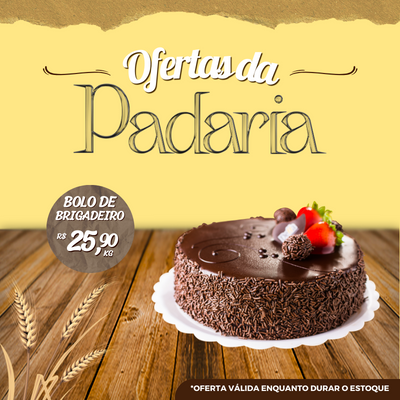 Ofertas da
Padaria
BOLO DE
BRIGADEIRO
R$ 25,90
KG
*OFERTA VÁLIDA ENQUANTO DURAR O ESTOQUE